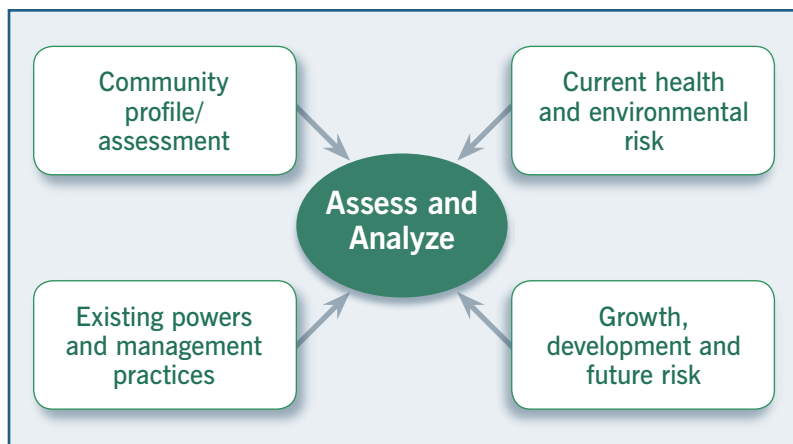 Community
profile/
assessment
Current health
and environmental
risk
Assess and
Analyze
Existing powers
and management
practices
Growth,
development and
future risk